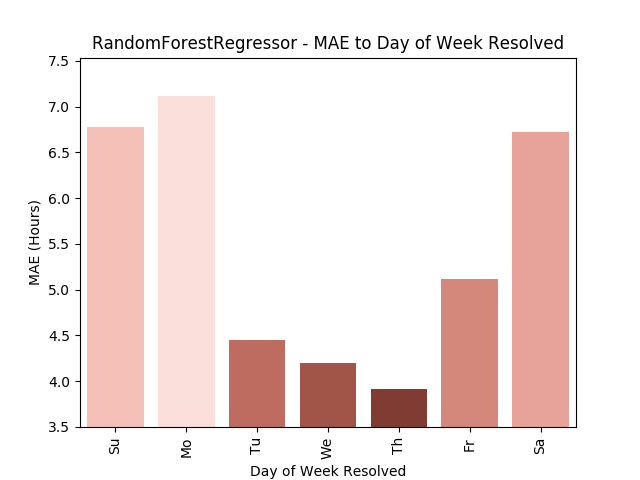 RandomForestRegressor - MAE to Day of Week Resolved
7.5
7.0
6.5
6.0
5.5
5.0
4.5
4.0
3.5
MAE (Hours)
Su Mo Tu We Th Fr Sa
Day of Week Resolved